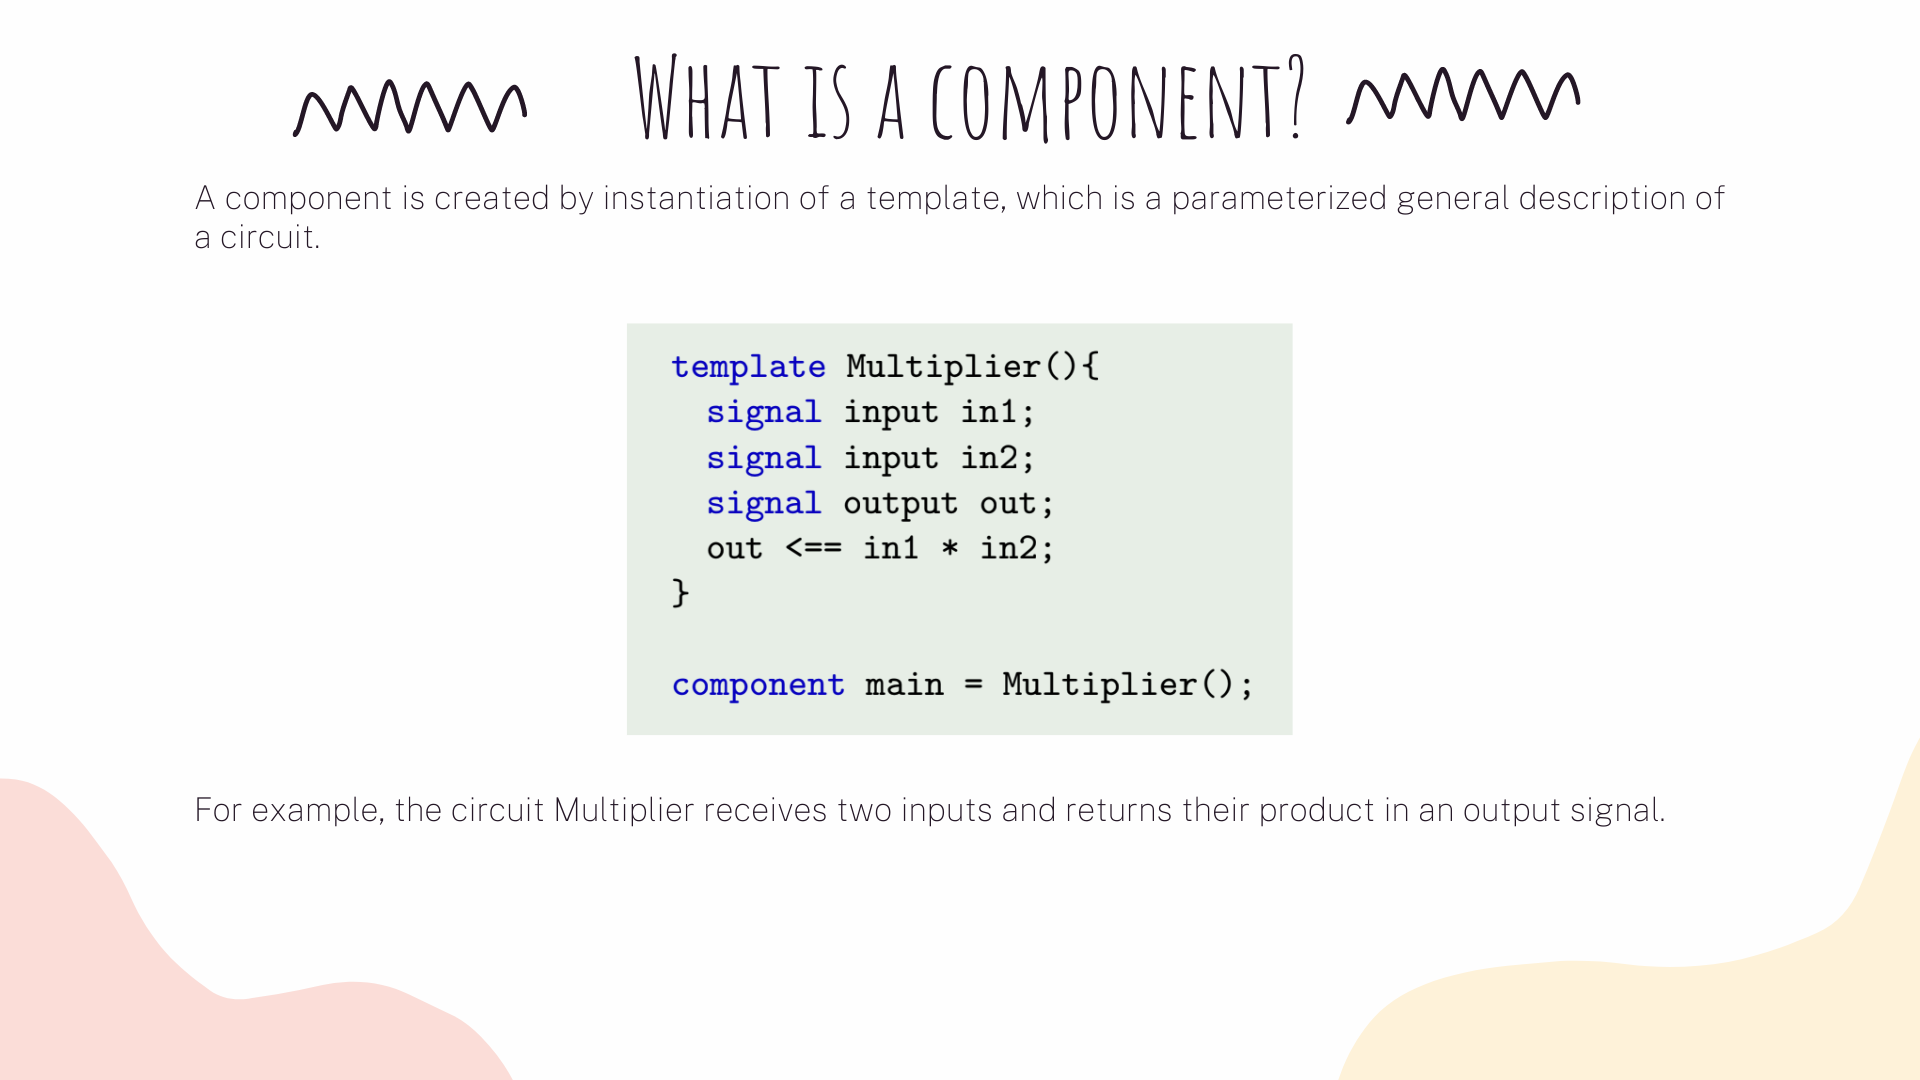 What is a component?
A component is created by instantiation of a template, which is a parameterized general description of
a circuit.
template Multiplier(){
  signal input in1;
  signal input in2;
  signal output out;
  out <== in1 * in2;
}
component main = Multiplier();
For example, the circuit Multiplier receives two inputs and returns their product in an output signal.